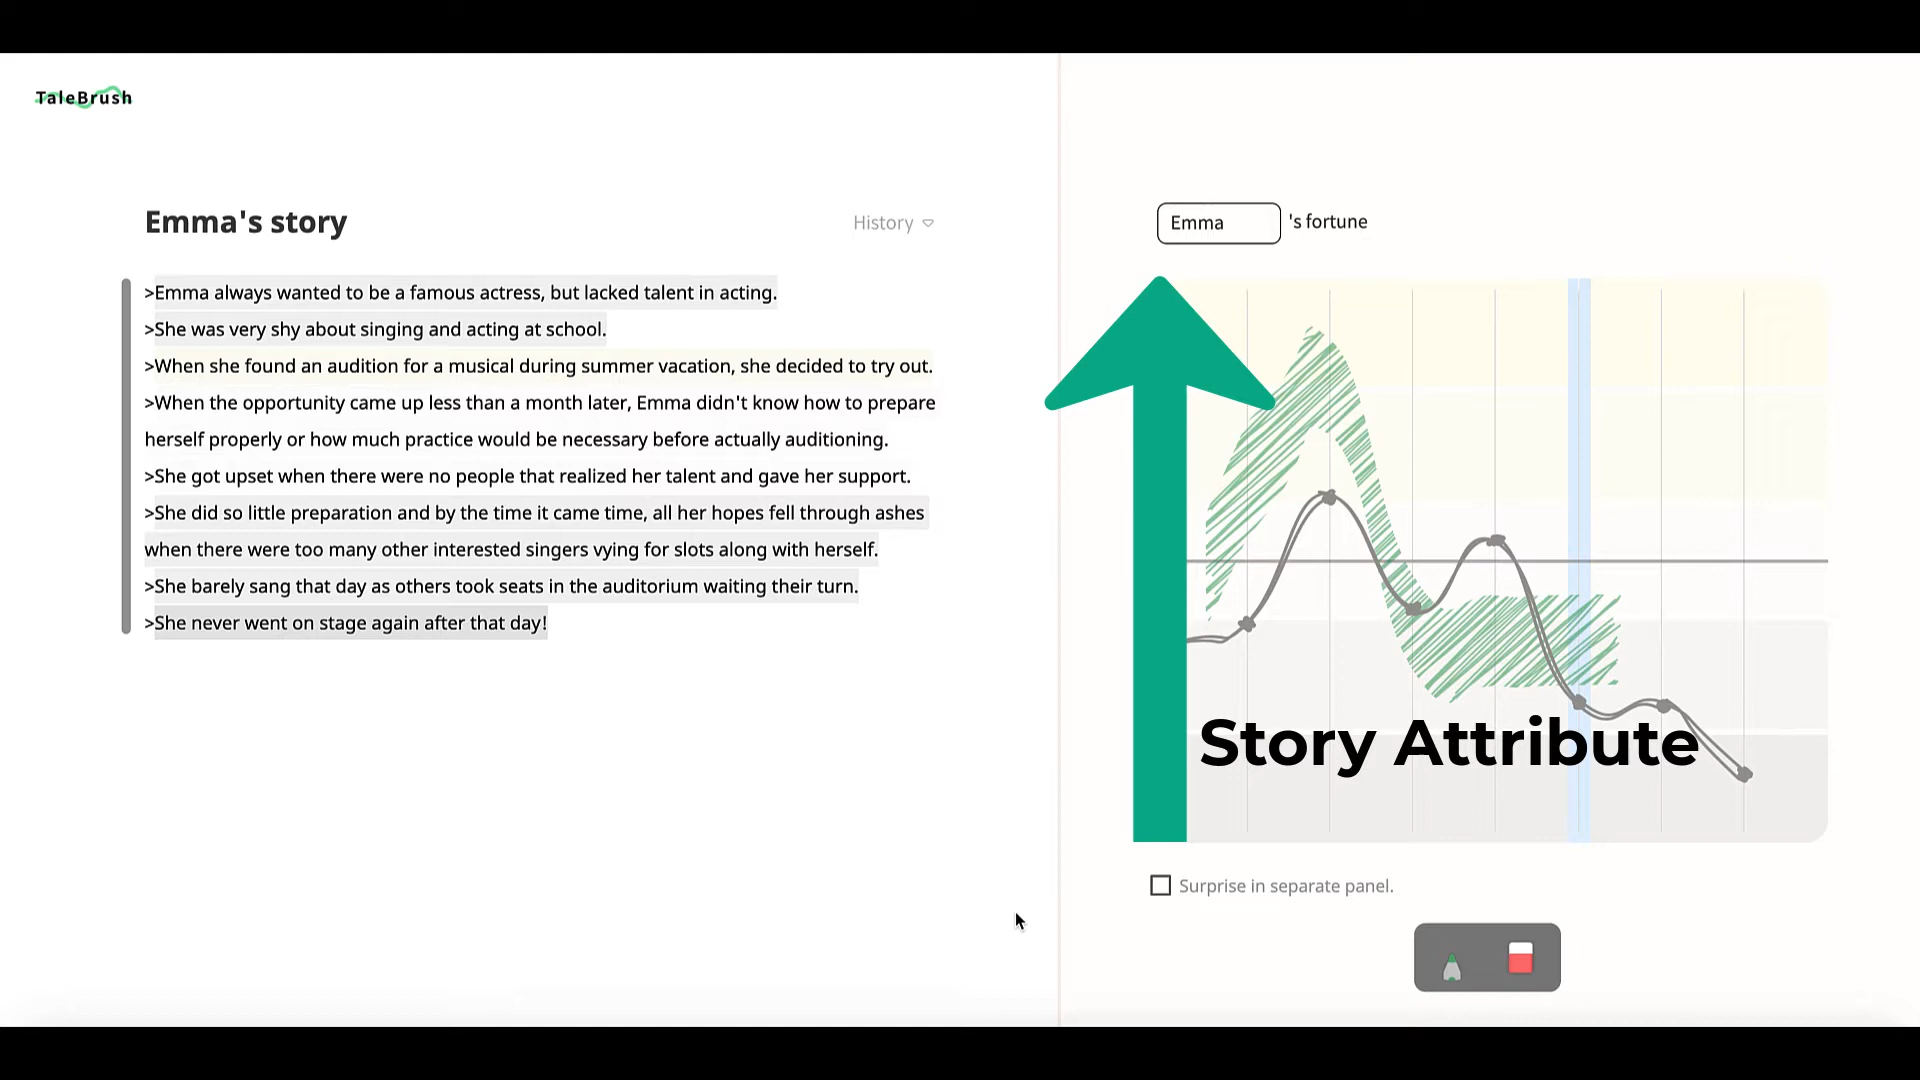 TaleBrush
Emma's story
History
>Emma always wanted to be a famous actress, but lacked talent in acting.
>She was very shy about singing and acting at school.
>When she found an audition for a musical during summer vacation, she decided to try out.
>When the opportunity came up less than a month later, Emma didn't know how to prepare
herself properly or how much practice would be necessary before actually auditioning.
>She got upset when there were no people that realized her talent and gave her support.
>She did so little preparation and by the time it came time, all her hopes fell through ashes
when there were too many other interested singers vying for slots along with herself.
>She barely sang that day as others took seats in the auditorium waiting their turn.
>She never went on stage again after that day!
Emma 's fortune
Story Attribute
Surprise in separate panel.